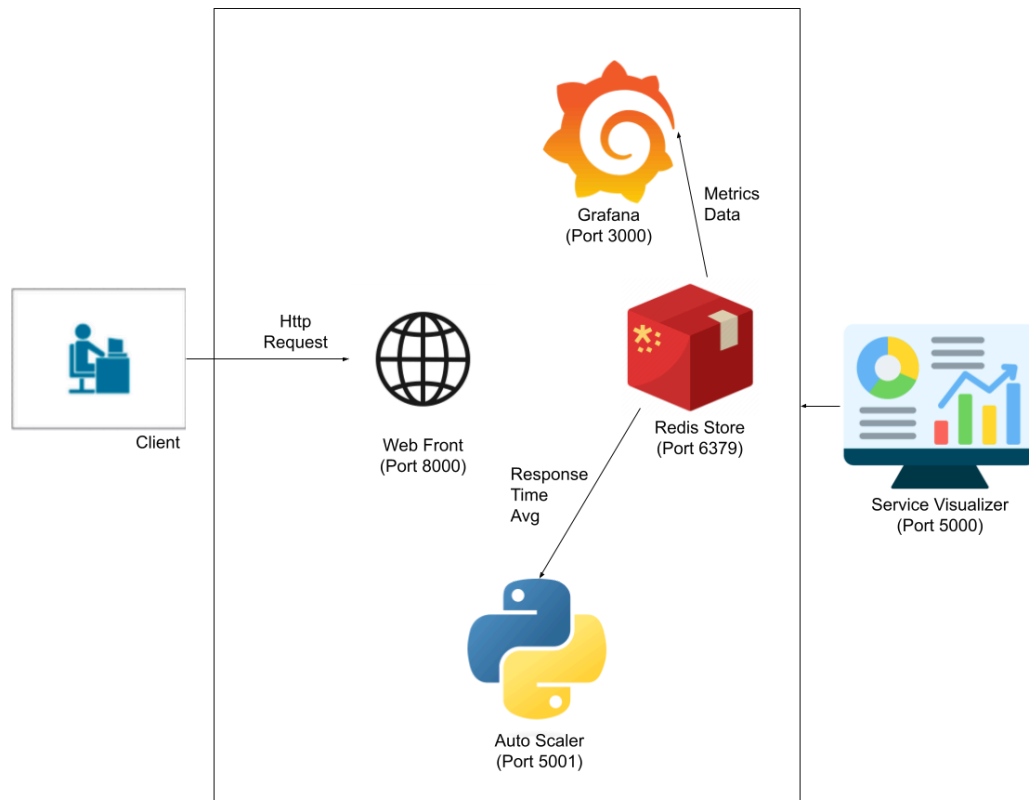 Grafana
(Port 3000)
Metrics
Data
Http
Request
Client
Web Front
(Port 8000)
Redis Store
(Port 6379)
Service Visualizer
(Port 5000)
Response
Time
Avg
Auto Scaler
(Port 5001)